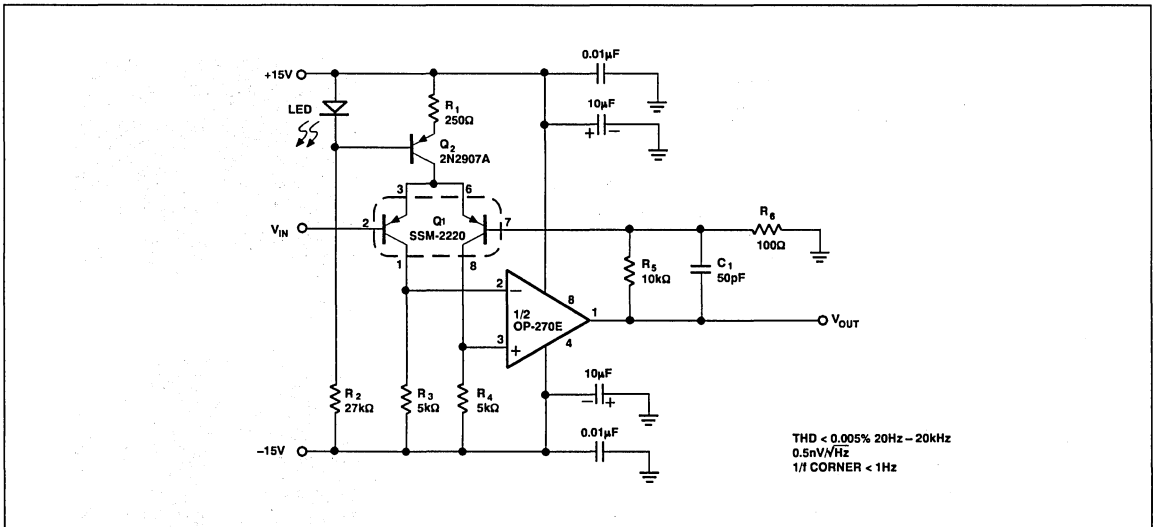 0.01µF
+15V
LED
R1
250Ω
10µF
+ −
Q2
2N2907A
3
6
VIN
2
Q1
SSM-2220
7
R6
100Ω
1
8
R5
10kΩ
C1
50pF
2
−
8
1/2
OP-270E
1
VOUT
3
+
4
R2
27kΩ
R3
5kΩ
R4
5kΩ
10µF
− +
−15V
0.01µF
THD < 0.005% 20Hz – 20kHz
0.5nV/√Hz
1/f CORNER < 1Hz